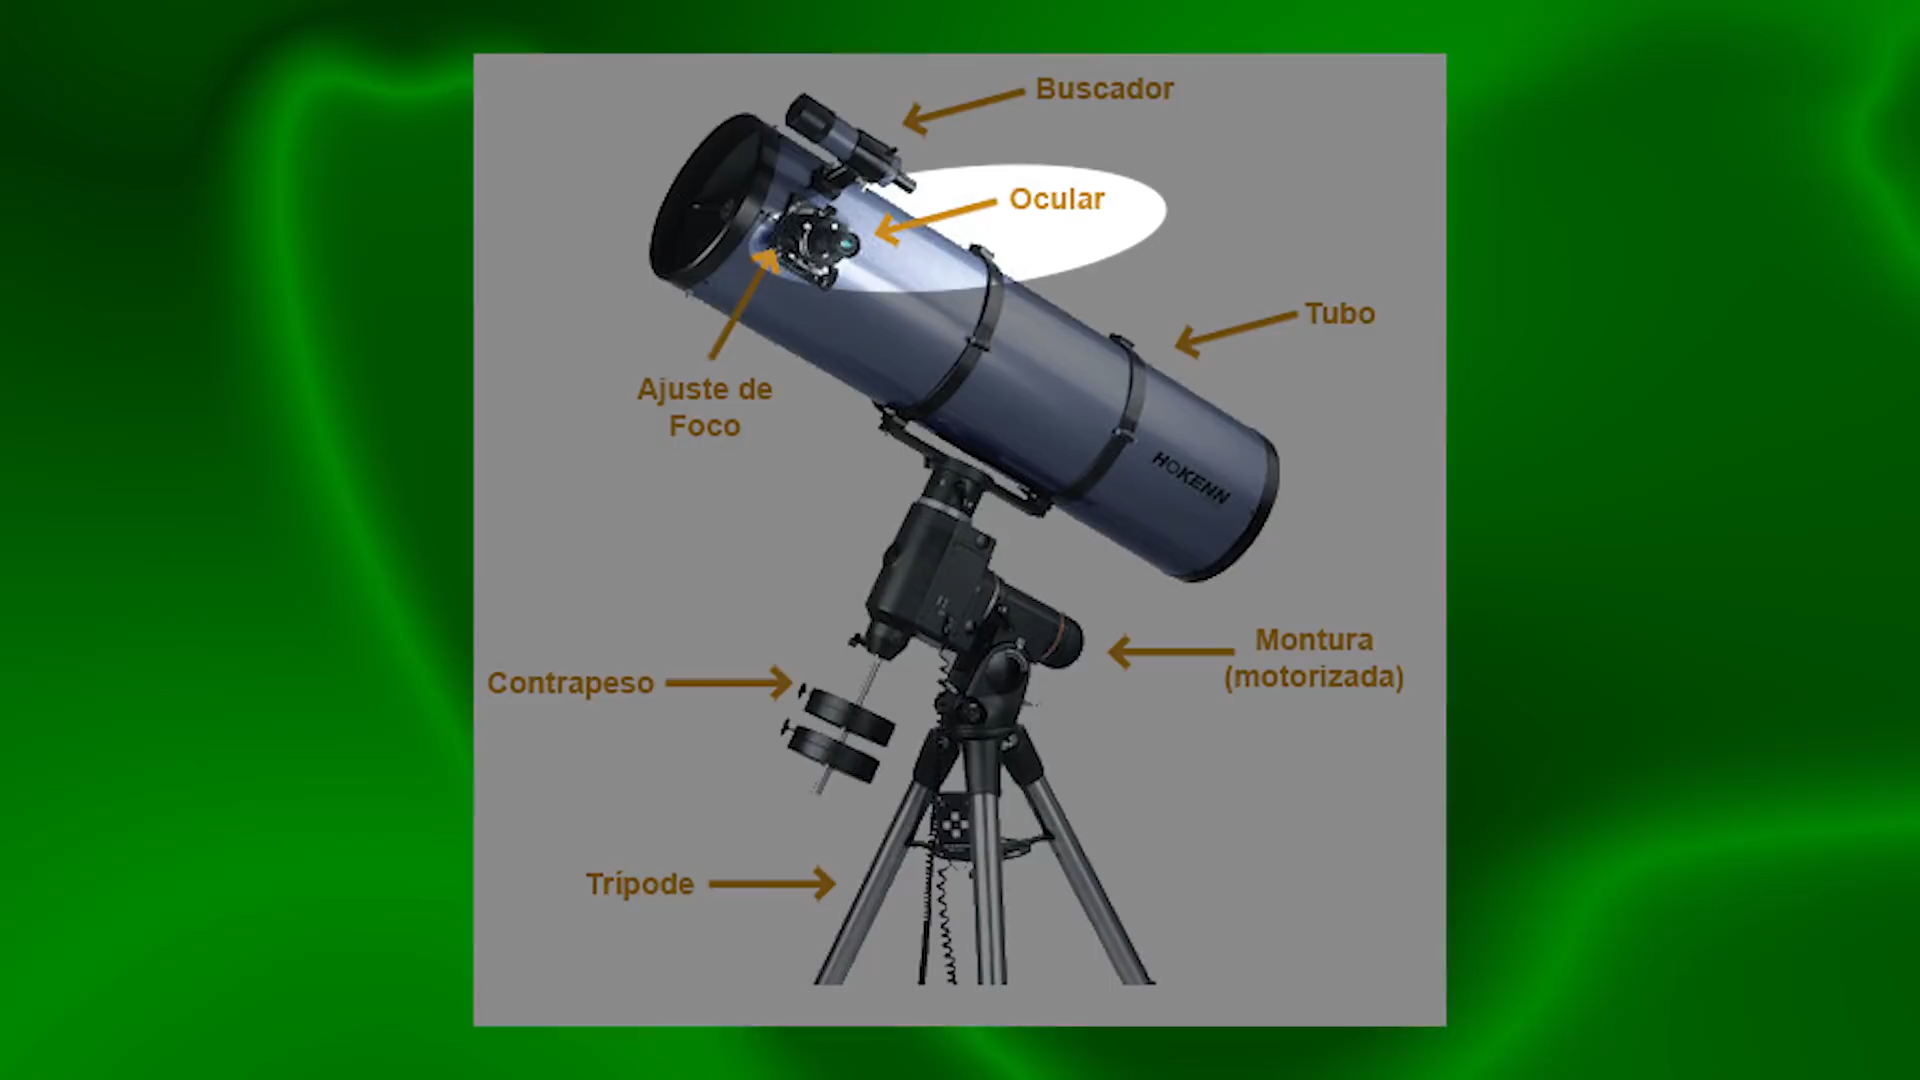 Buscador
Ocular
Tubo
Ajuste de
Foco
HOKENN
Montura
(motorizada)
Contrapeso
Trípode